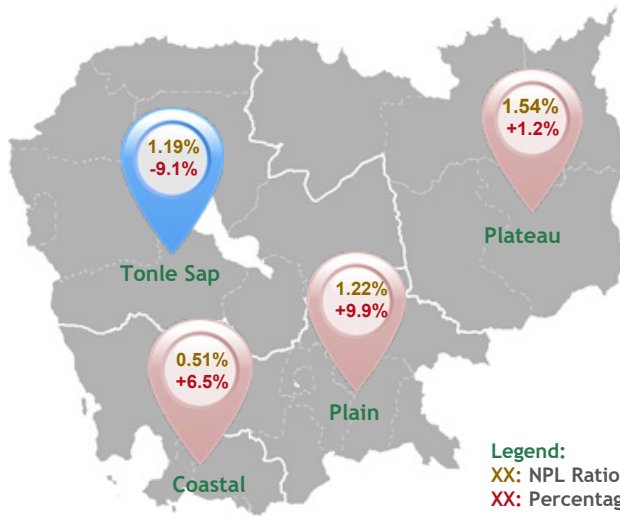 1.54%
+1.2%
Plateau
1.19%
-9.1%
Tonle Sap
1.22%
+9.9%
Plain
0.51%
+6.5%
Coastal
Legend:
XX: NPL Ratio
XX: Percentag